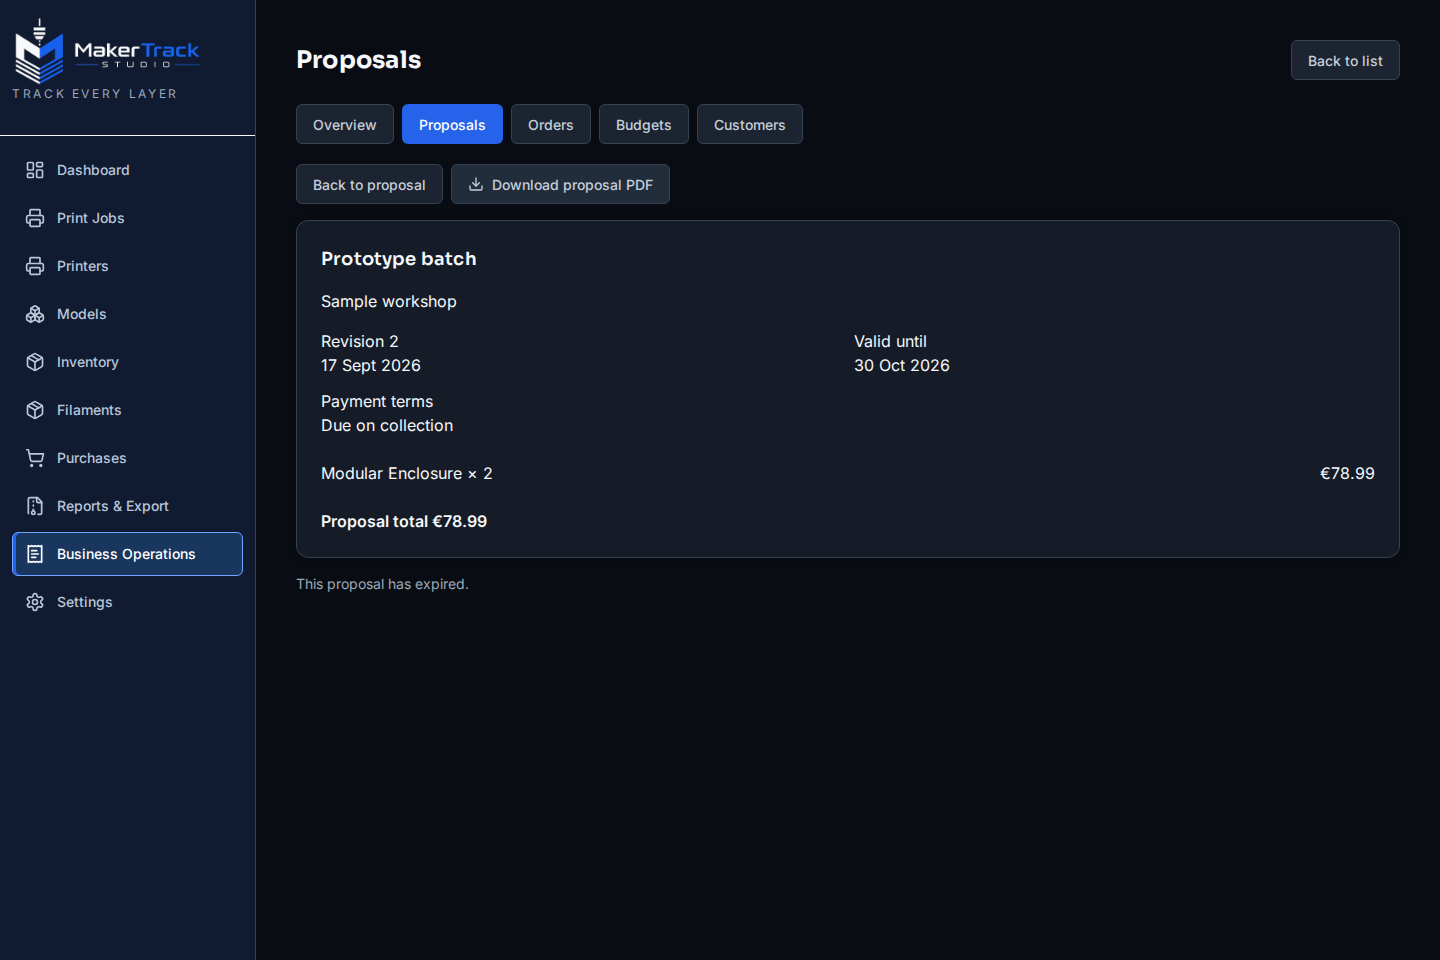 MakerTrack
STUDIO
TRACK EVERY LAYER
Dashboard
Print Jobs
Printers
Models
Inventory
Filaments
Purchases
Reports & Export
Business Operations
Settings
Proposals
Back to list
Overview
Proposals
Orders
Budgets
Customers
Back to proposal
Download proposal PDF
Prototype batch
Sample workshop
Revision 2
17 Sept 2026
Valid until
30 Oct 2026
Payment terms
Due on collection
Modular Enclosure × 2
€78.99
Proposal total €78.99
This proposal has expired.